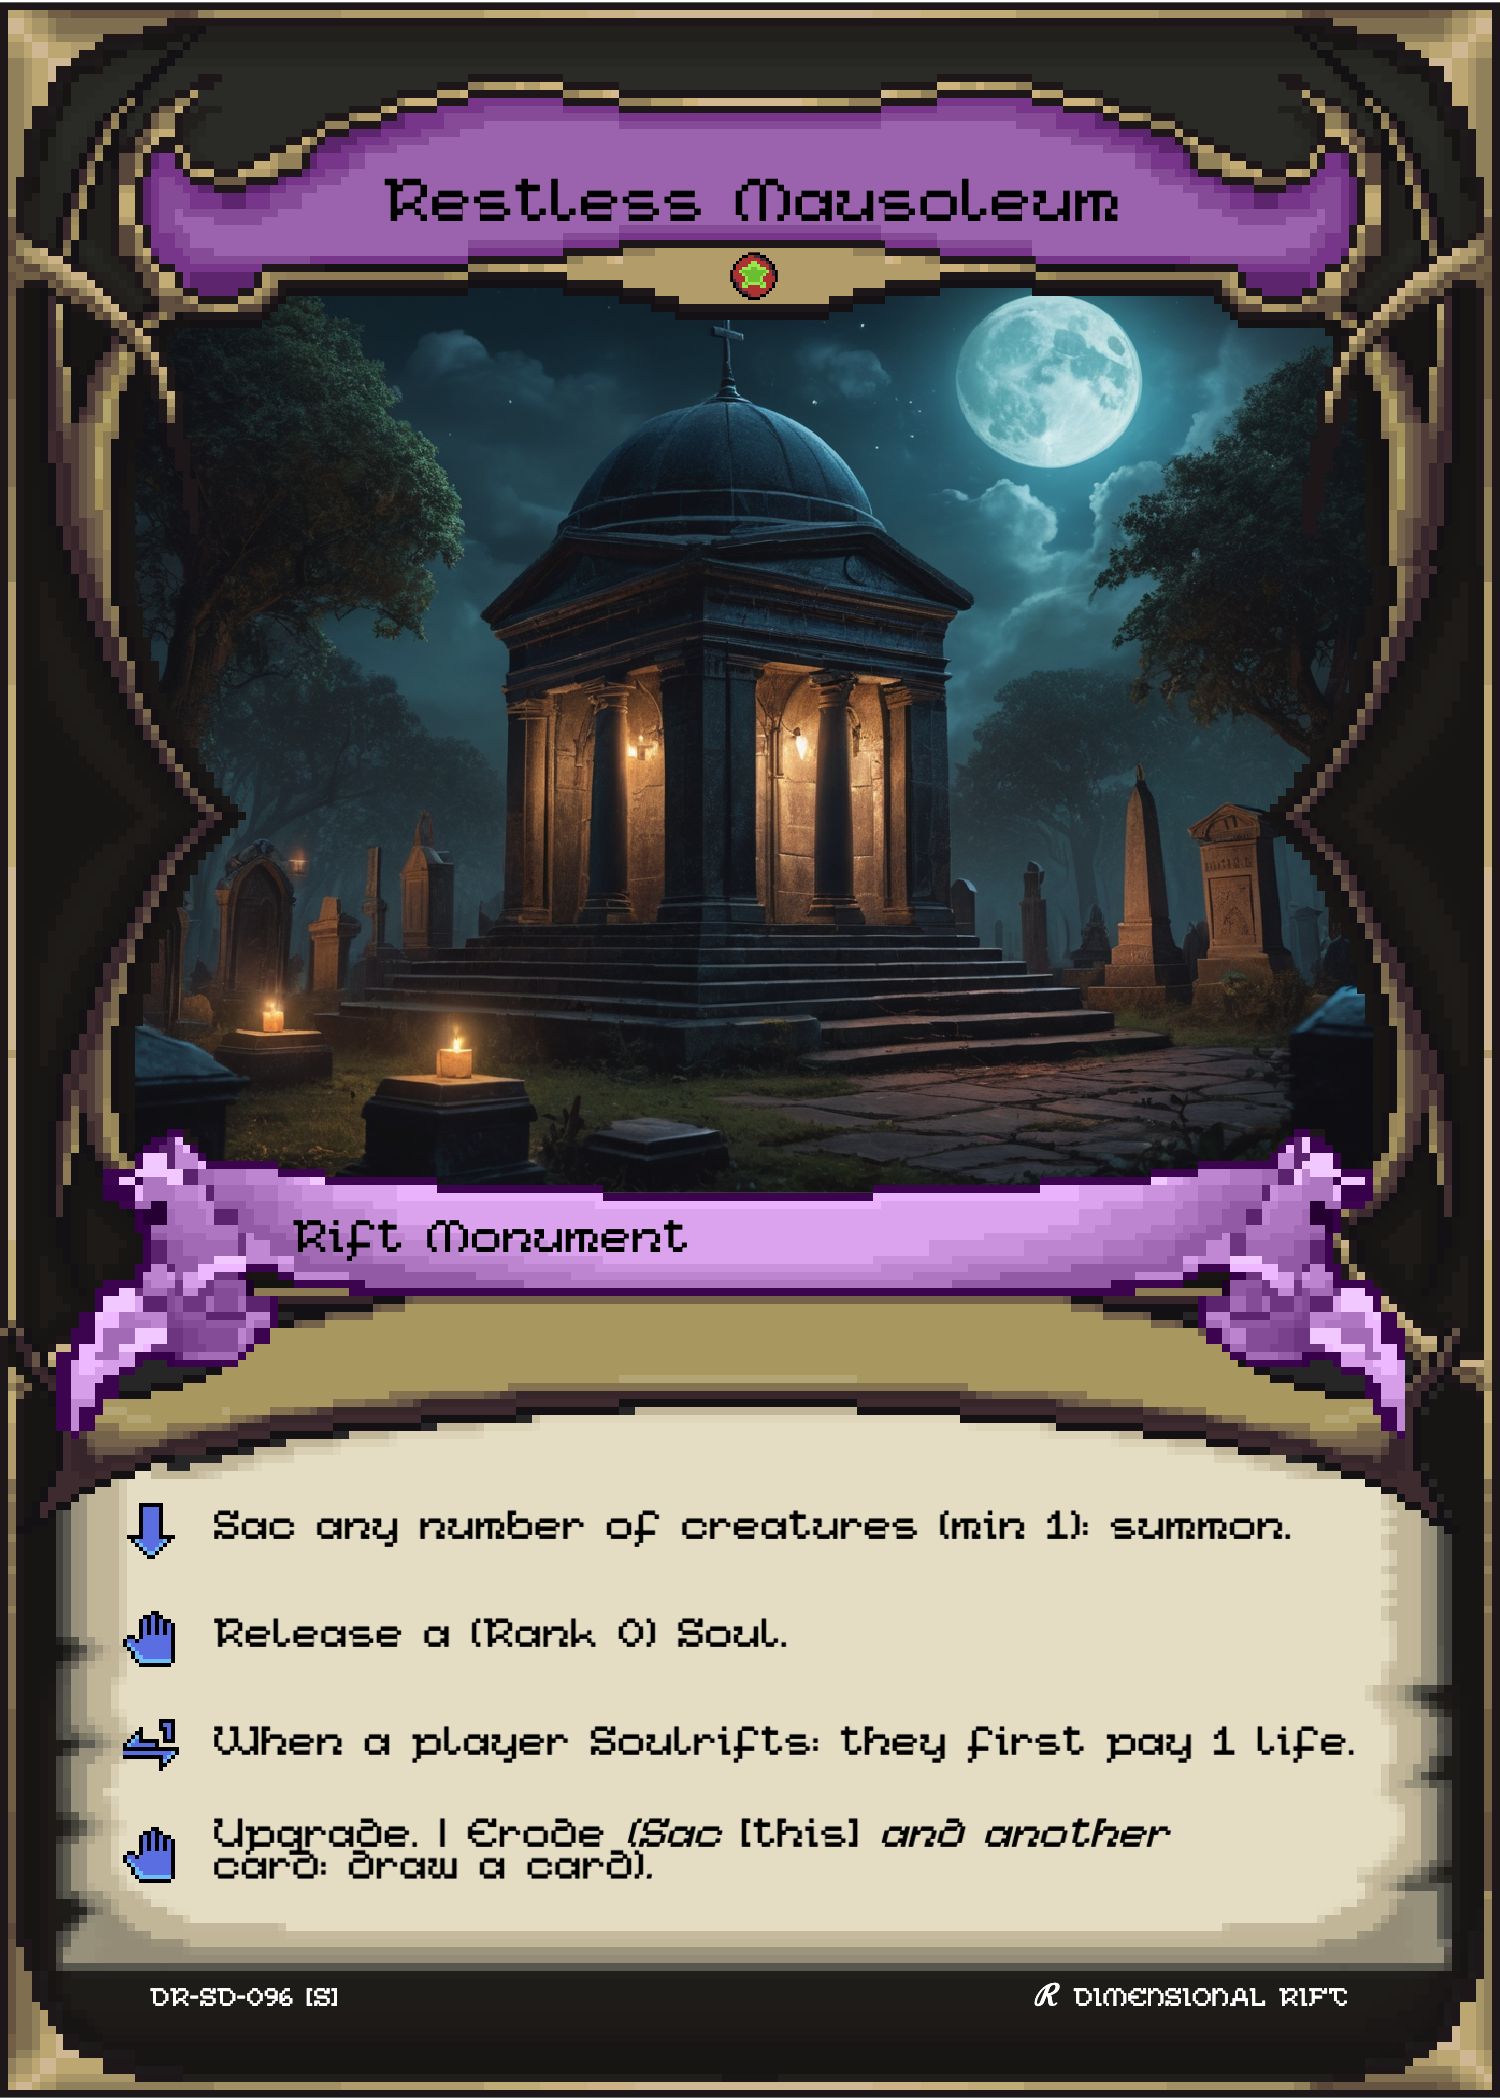 Restless Mausoleum
Rift Monument
Sac any number of creatures (min 1): summon.
Release a (Rank 0) Soul.
When a player Soulrifts: they first pay 1 life.
Upgrade. | Erode (Sac [this] and another
card: draw a card).
DR-SD-096 [S]
R DIMENSIONAL RIFT